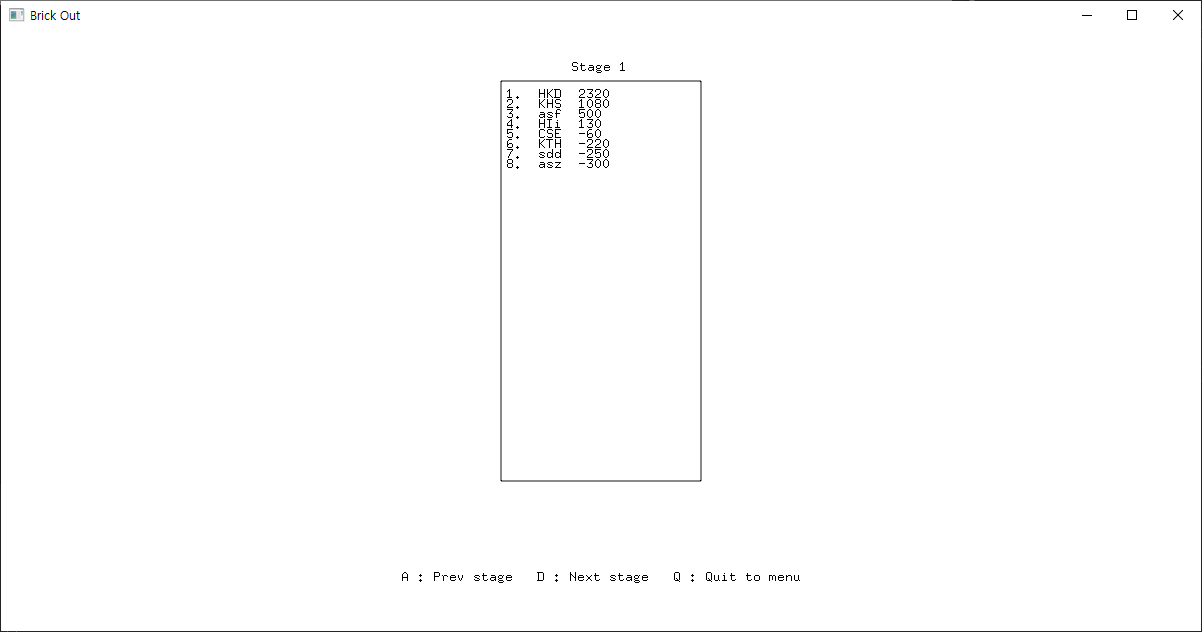 Brick Out
Stage 1
1. HKD 2320
2. KHS 1080
3. asf 500
4. HIi 130
5. CSE -60
6. KTH -220
7. sdd -250
8. asz -300
A : Prev stage D : Next stage Q : Quit to menu